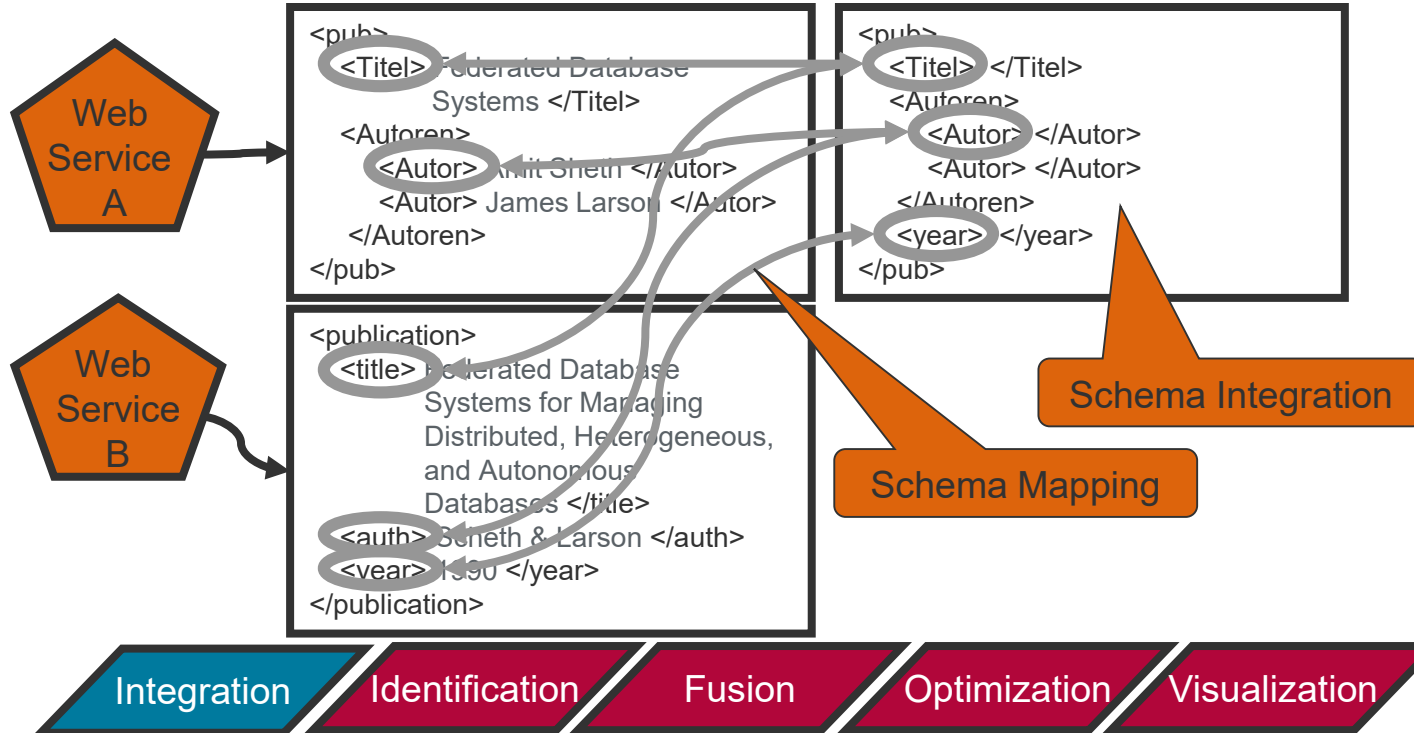 Web
Service
A
<pub>
<Titel> Federated Database
Systems </Titel>
<Autoren>
<Autor> Amit Sheth </Autor>
<Autor> James Larson </Autor>
</Autoren>
</pub>
<pub>
<Titel> </Titel>
<Autoren>
<Autor> </Autor>
<Autor> </Autor>
</Autoren>
<year> </year>
</pub>
Web
Service
B
<publication>
<title> Federated Database
Systems for Managing
Distributed, Heterogeneous,
and Autonomous
Databases </title>
<auth> Scheth & Larson </auth>
<year> 1990 </year>
</publication>
Schema Integration
Schema Mapping
Integration
Identification
Fusion
Optimization
Visualization